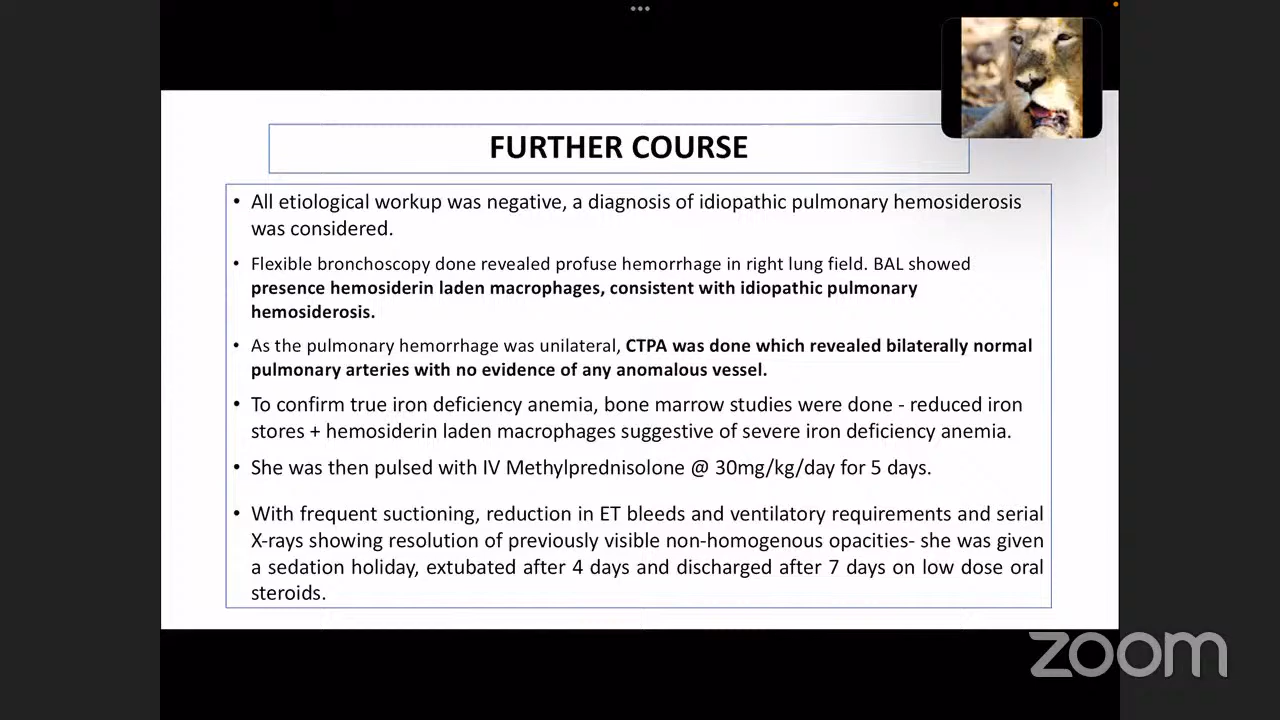 FURTHER COURSE
• All etiological workup was negative, a diagnosis of idiopathic pulmonary hemosiderosis
was considered.
• Flexible bronchoscopy done revealed profuse hemorrhage in right lung field. BAL showed
presence hemosiderin laden macrophages, consistent with idiopathic pulmonary
hemosiderosis.
• As the pulmonary hemorrhage was unilateral, CTPA was done which revealed bilaterally normal
pulmonary arteries with no evidence of any anomalous vessel.
• To confirm true iron deficiency anemia, bone marrow studies were done - reduced iron
stores + hemosiderin laden macrophages suggestive of severe iron deficiency anemia.
• She was then pulsed with IV Methylprednisolone @ 30mg/kg/day for 5 days.
• With frequent suctioning, reduction in ET bleeds and ventilatory requirements and serial
X-rays showing resolution of previously visible non-homogenous opacities- she was given
a sedation holiday, extubated after 4 days and discharged after 7 days on low dose oral
steroids.
zoom